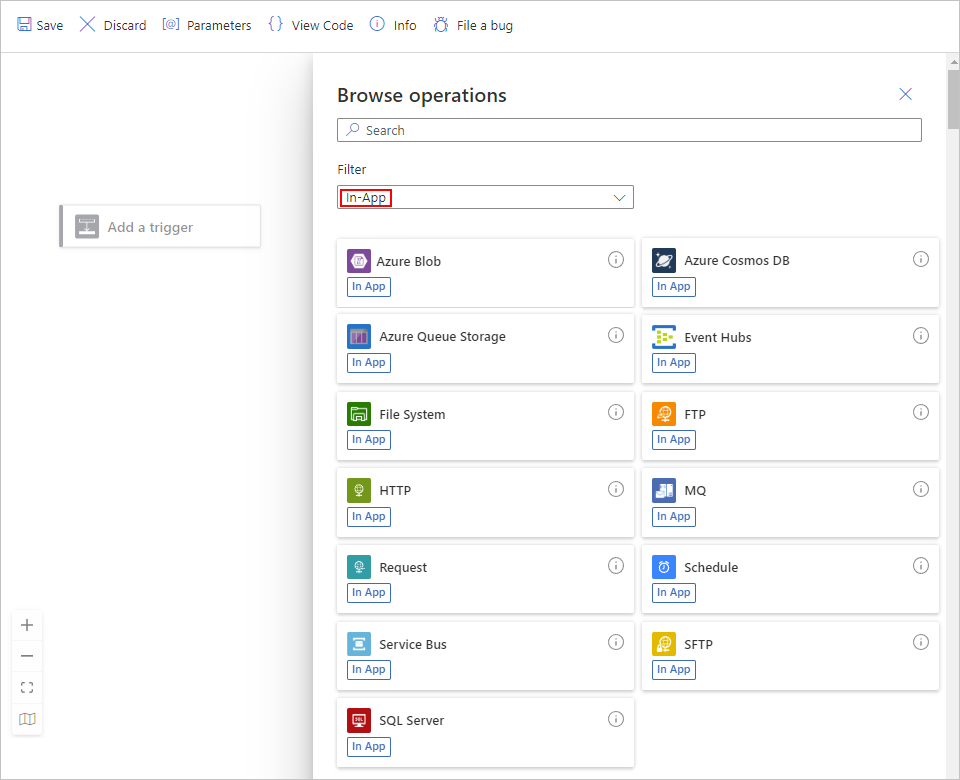 Save Discard Parameters View Code Info File a bug
Browse operations
Search
Filter
In-App
Add a trigger
Azure Blob
In App
Azure Cosmos DB
In App
Azure Queue Storage
In App
Event Hubs
In App
File System
In App
FTP
In App
HTTP
In App
MQ
In App
Request
In App
Schedule
In App
Service Bus
In App
SFTP
In App
SQL Server
In App